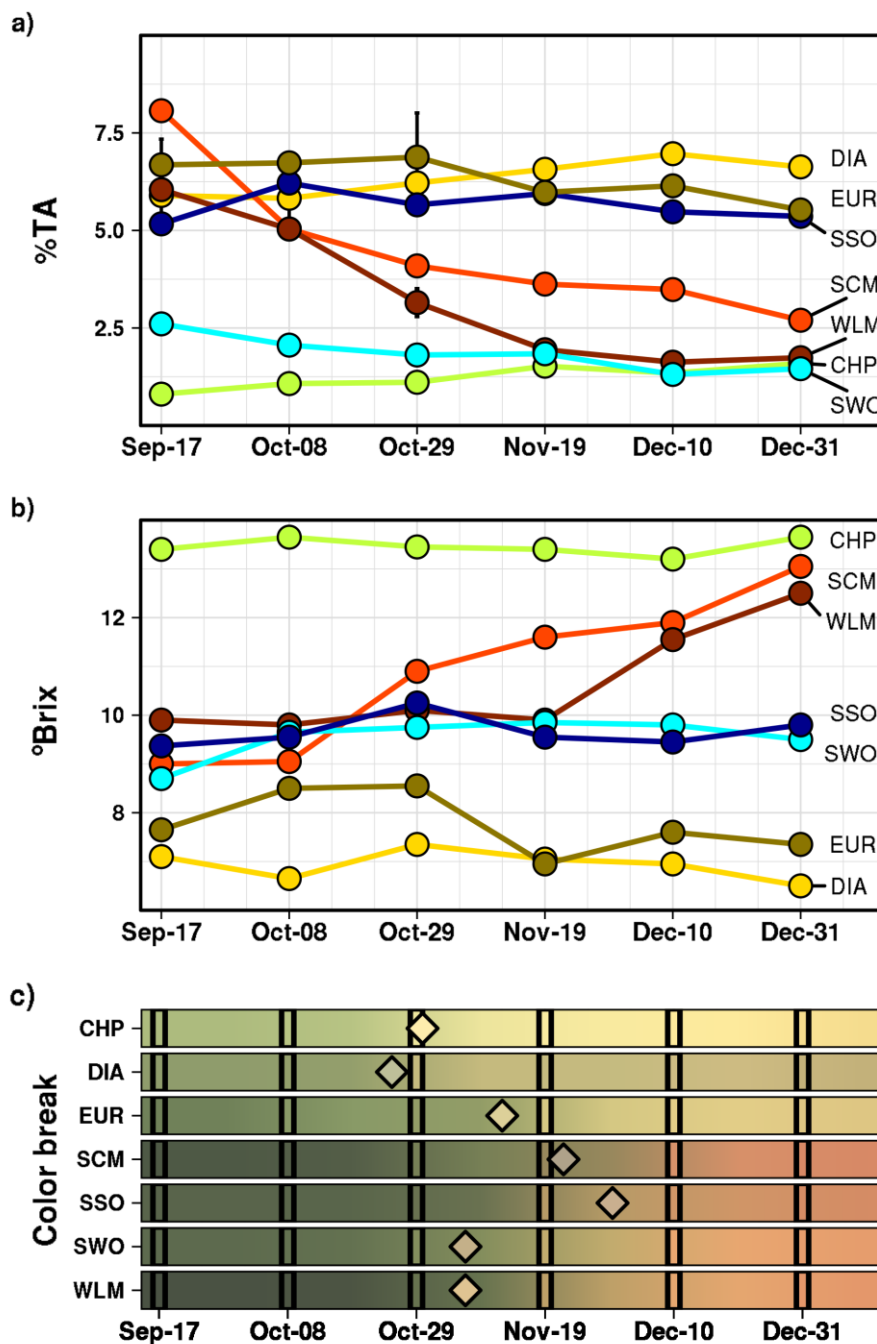 a)
%TA
7.5
5.0
2.5
DIA
EUR
SSO
SCM
WLM
CHP
SWO
Sep-17 Oct-08 Oct-29 Nov-19 Dec-10 Dec-31
b)
ºBrix
12
10
8
CHP
SCM
WLM
SSO
SWO
EUR
DIA
Sep-17 Oct-08 Oct-29 Nov-19 Dec-10 Dec-31
c)
Color break
CHP
DIA
EUR
SCM
SSO
SWO
WLM
Sep-17 Oct-08 Oct-29 Nov-19 Dec-10 Dec-31